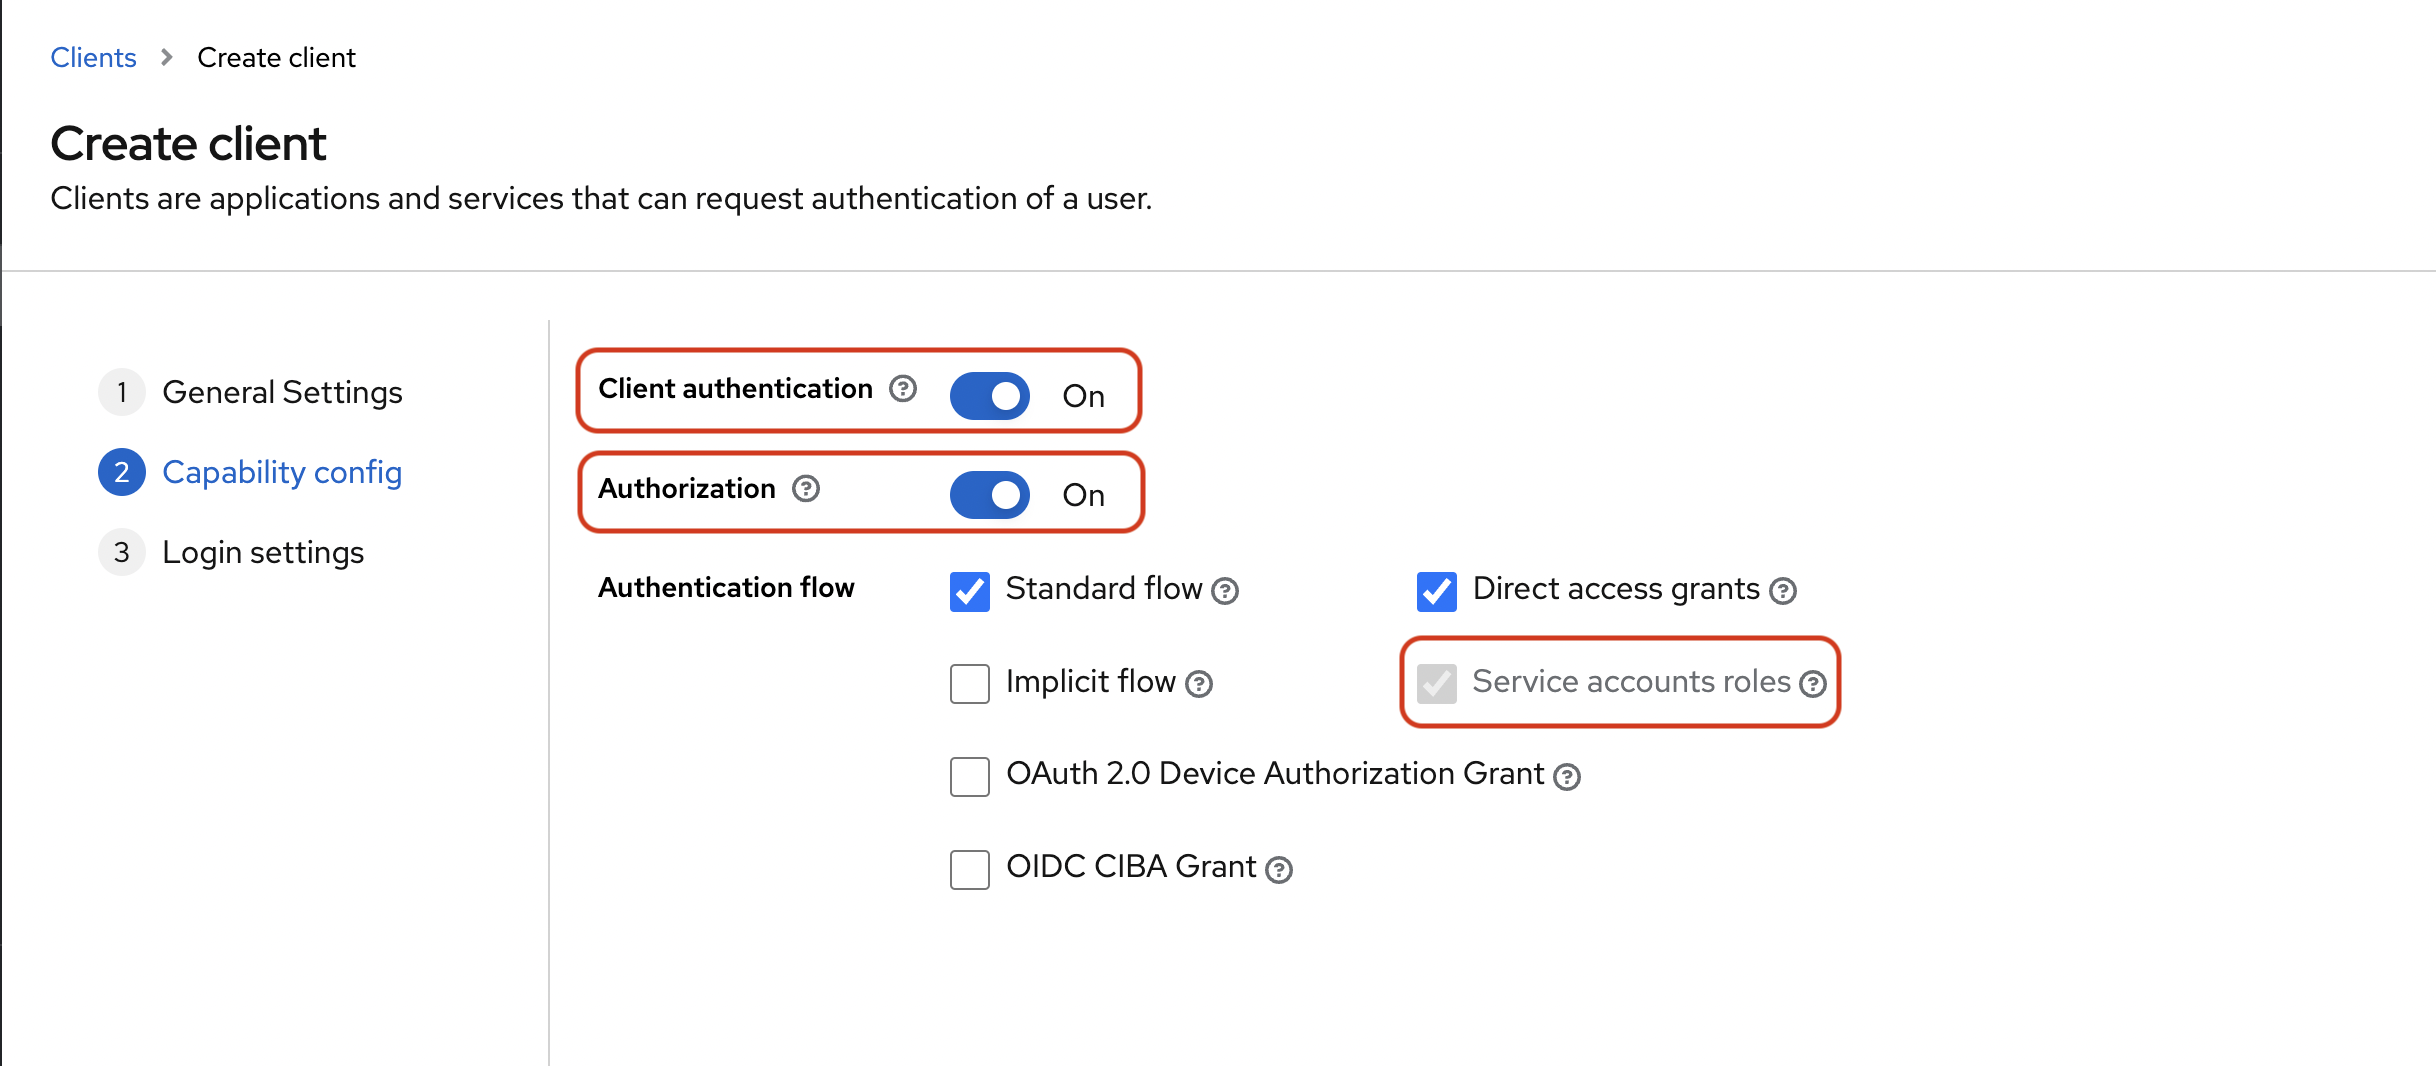 Clients > Create client
Create client
Clients are applications and services that can request authentication of a user.
1 General Settings
2 Capability config
3 Login settings
Client authentication ? On
Authorization ? On
Authentication flow
Standard flow ? Direct access grants ?
Implicit flow ? Service accounts roles ?
OAuth 2.0 Device Authorization Grant ?
OIDC CIBA Grant ?